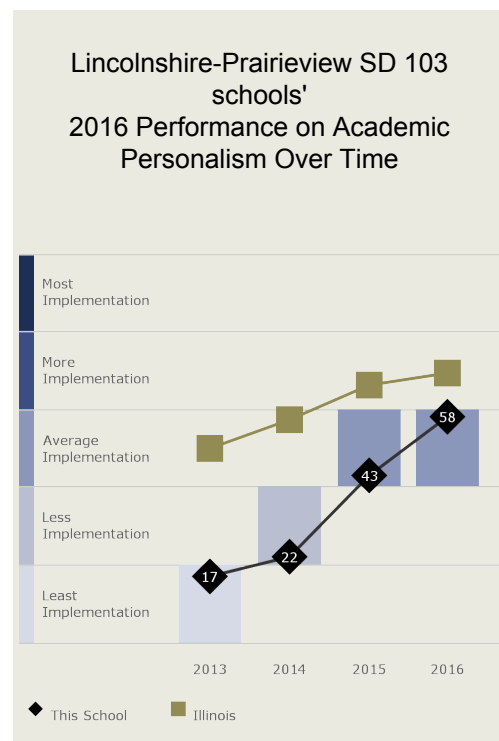 Lincolnshire-Prairieview SD 103
schools'
2016 Performance on Academic
Personalism Over Time
Most
Implementation
More
Implementation
Average
Implementation
58
43
Less
Implementation
22
17
Least
Implementation
2013 2014 2015 2016
This School Illinois